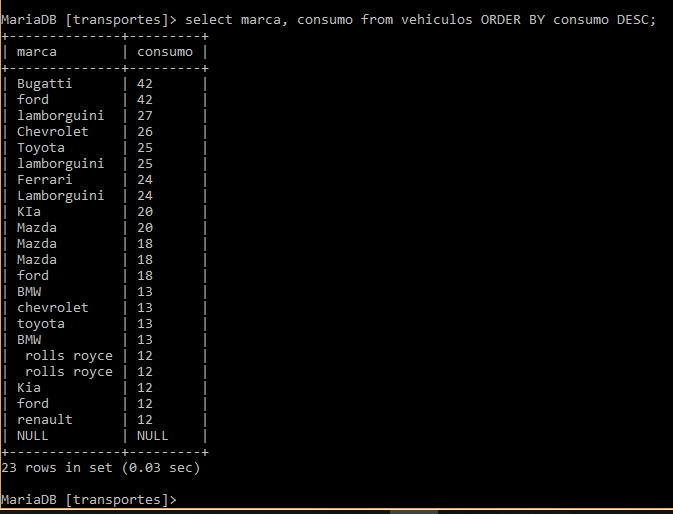 MariaDB [transportes]> select marca, consumo from vehiculos ORDER BY consumo DESC;
+--------------+---------+
| marca        | consumo |
+--------------+---------+
| Bugatti      | 42      |
| ford         | 42      |
| lamborguini  | 27      |
| Chevrolet    | 26      |
| Toyota       | 25      |
| lamborguini  | 25      |
| Ferrari      | 24      |
| Lamborguini  | 24      |
| KIa          | 20      |
| Mazda        | 20      |
| Mazda        | 18      |
| Mazda        | 18      |
| ford         | 18      |
| BMW          | 13      |
| chevrolet    | 13      |
| toyota       | 13      |
| BMW          | 13      |
|  rolls royce | 12      |
|  rolls royce | 12      |
| Kia          | 12      |
| ford         | 12      |
| renault      | 12      |
| NULL         | NULL    |
+--------------+---------+
23 rows in set (0.03 sec)
MariaDB [transportes]>